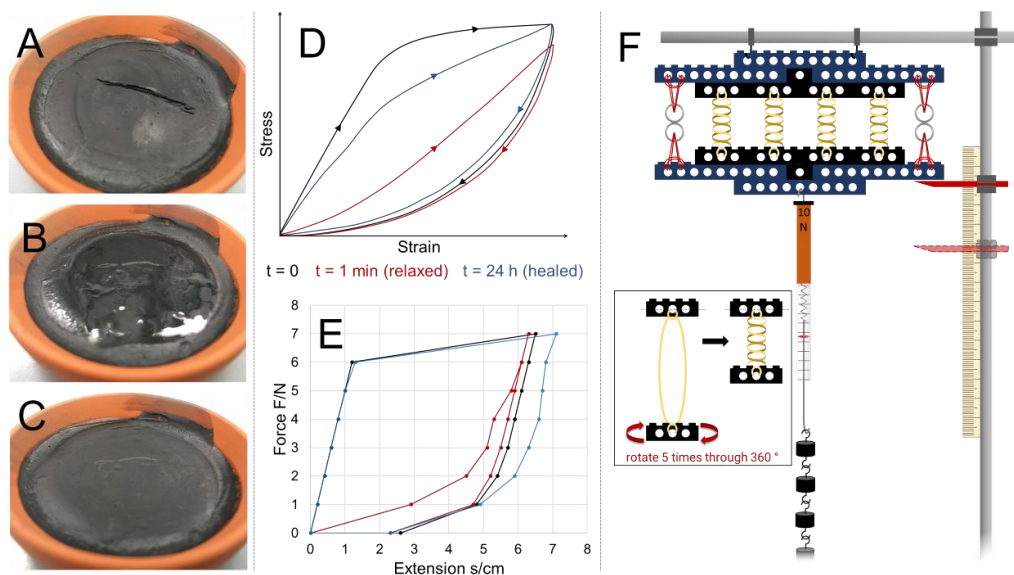 A
B
C
D
Stress
Strain
t = 0 t = 1 min (relaxed) t = 24 h (healed)
E
Force F/N
8
7
6
5
4
3
2
1
0
0 1 2 3 4 5 6 7 8
Extension s/cm
F
10
N
rotate 5 times through 360 °